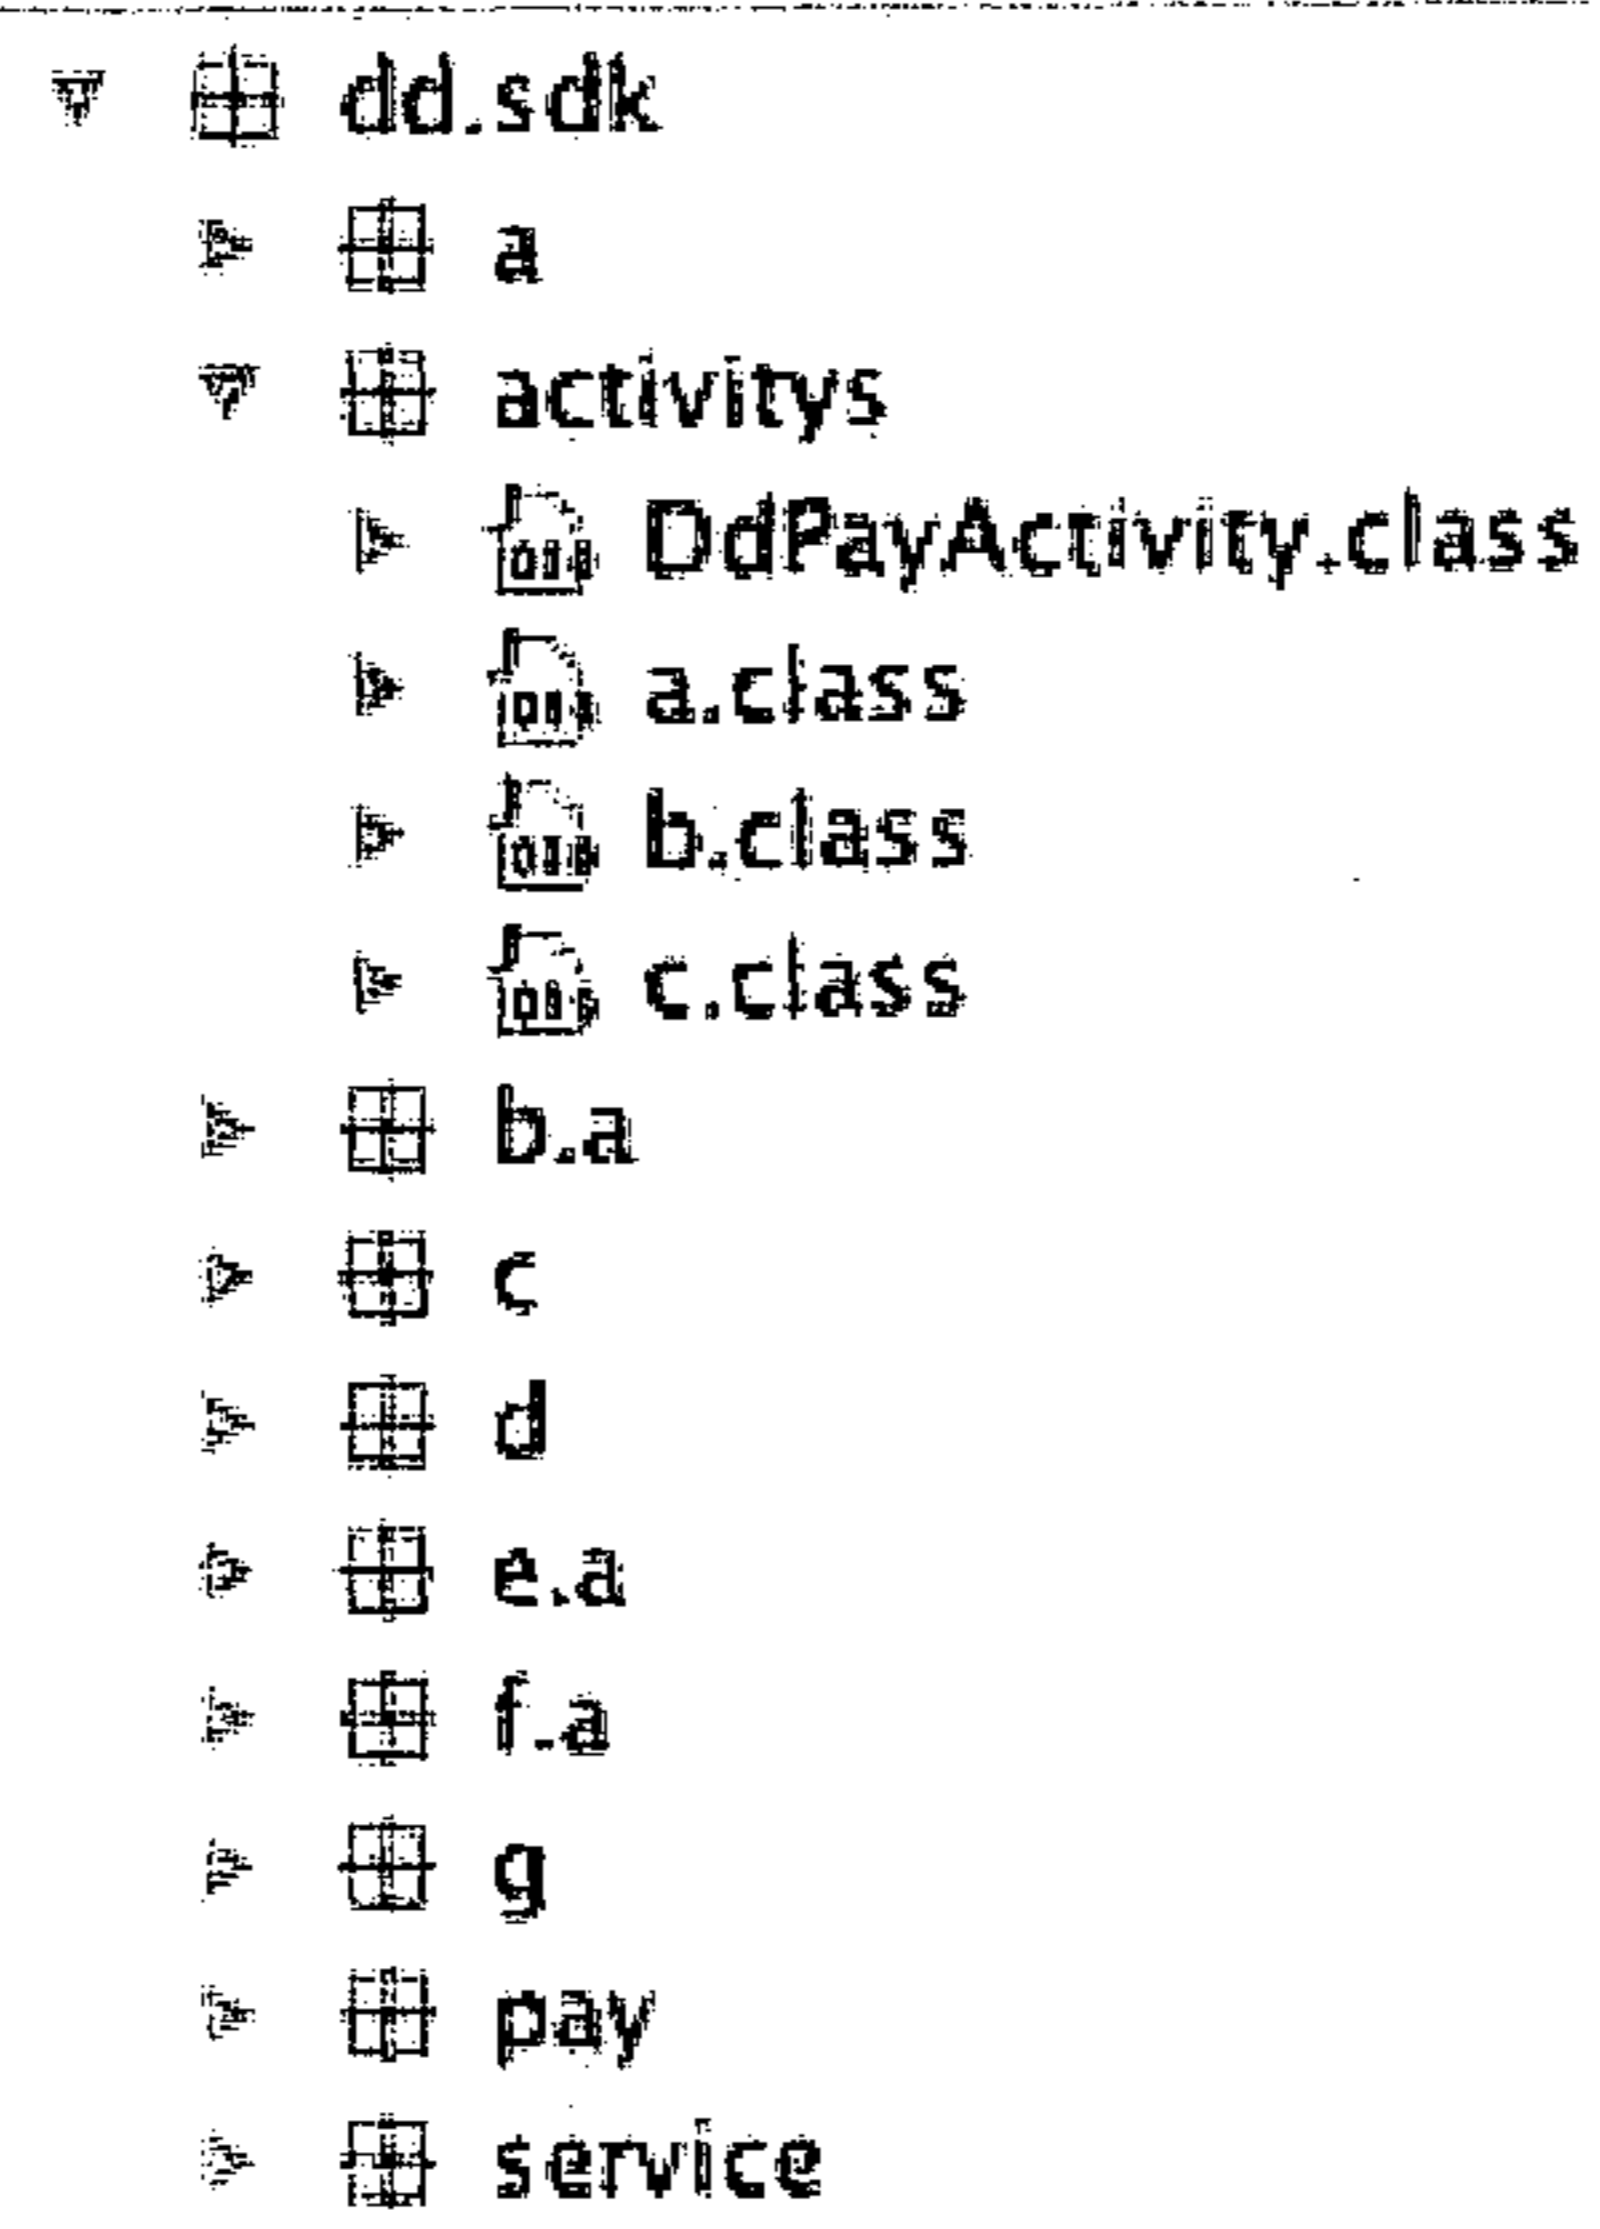 dd.sdk
a
activitys
DdPayActivity.class
a.class
b.class
c.class
b.a
c
d
e.a
f.a
g
pay
service